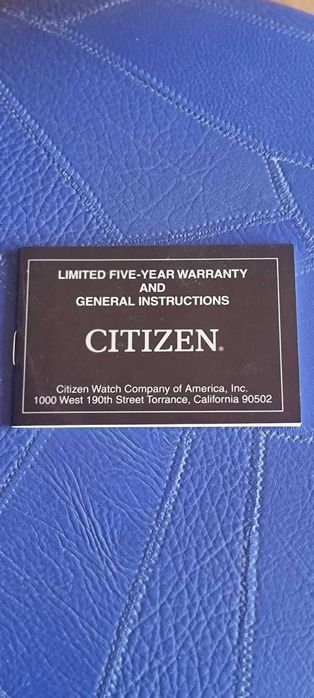 LIMITED FIVE-YEAR WARRANTY
AND
GENERAL INSTRUCTIONS
CITIZEN®
Citizen Watch Company of America, Inc.
1000 West 190th Street Torrance, California 90502